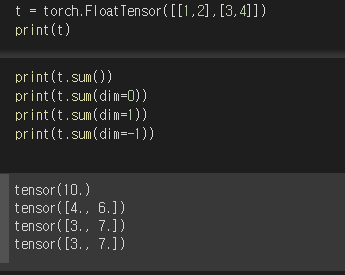 t = torch.FloatTensor([[1,2],[3,4]])
print(t)
print(t.sum())
print(t.sum(dim=0))
print(t.sum(dim=1))
print(t.sum(dim=-1))
tensor(10.)
tensor([4., 6.])
tensor([3., 7.])
tensor([3., 7.])